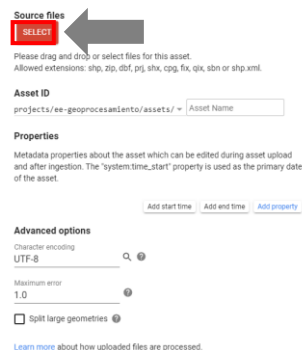 Source files
SELECT
Please drag and drop or select files for this asset.
Allowed extensions: shp, zip, dbf, prj, shx, cpg, fix, qix, sbn or shp.xml.
Asset ID
projects/ee-geoprocesamiento/assets/ Asset Name
Properties
Metadata properties about the asset which can be edited during asset upload
and after ingestion. The "system:time_start" property is used as the primary date
of the asset.
Add start time Add end time Add property
Advanced options
Character encoding
UTF-8
Maximum error
1.0
Split large geometries
Learn more about how uploaded files are processed.